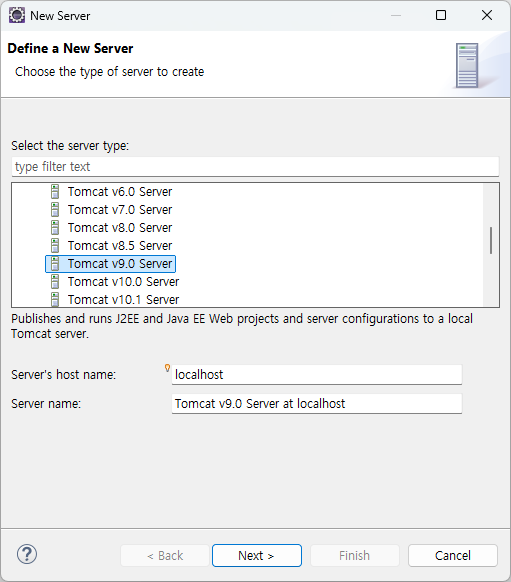 New Server
Define a New Server
Choose the type of server to create
Select the server type:
type filter text
Tomcat v6.0 Server
Tomcat v7.0 Server
Tomcat v8.0 Server
Tomcat v8.5 Server
Tomcat v9.0 Server
Tomcat v10.0 Server
Tomcat v10.1 Server
Publishes and runs J2EE and Java EE Web projects and server configurations to a local
Tomcat server.
Server's host name: localhost
Server name: Tomcat v9.0 Server at localhost
? < Back Next > Finish Cancel